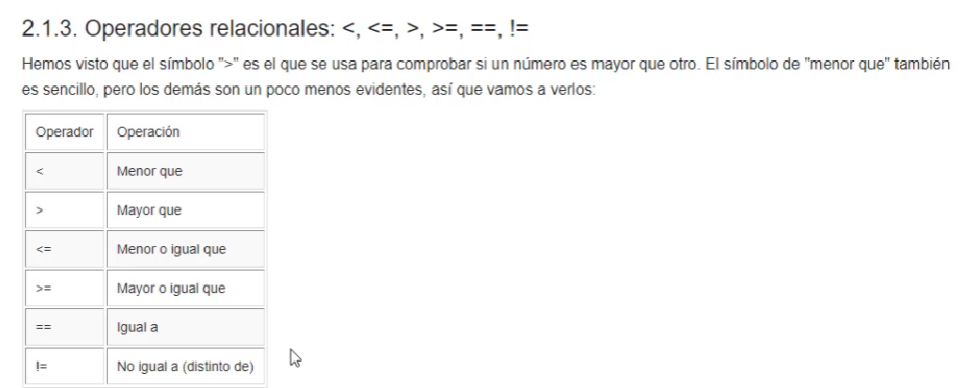 2.1.3. Operadores relacionales: <, <=, >, >=, ==, !=
Hemos visto que el símbolo ">" es el que se usa para comprobar si un número es mayor que otro. El símbolo de "menor que" también
es sencillo, pero los demás son un poco menos evidentes, así que vamos a verlos:
Operador Operación
< Menor que
> Mayor que
<= Menor o igual que
>= Mayor o igual que
== Igual a
!= No igual a (distinto de)